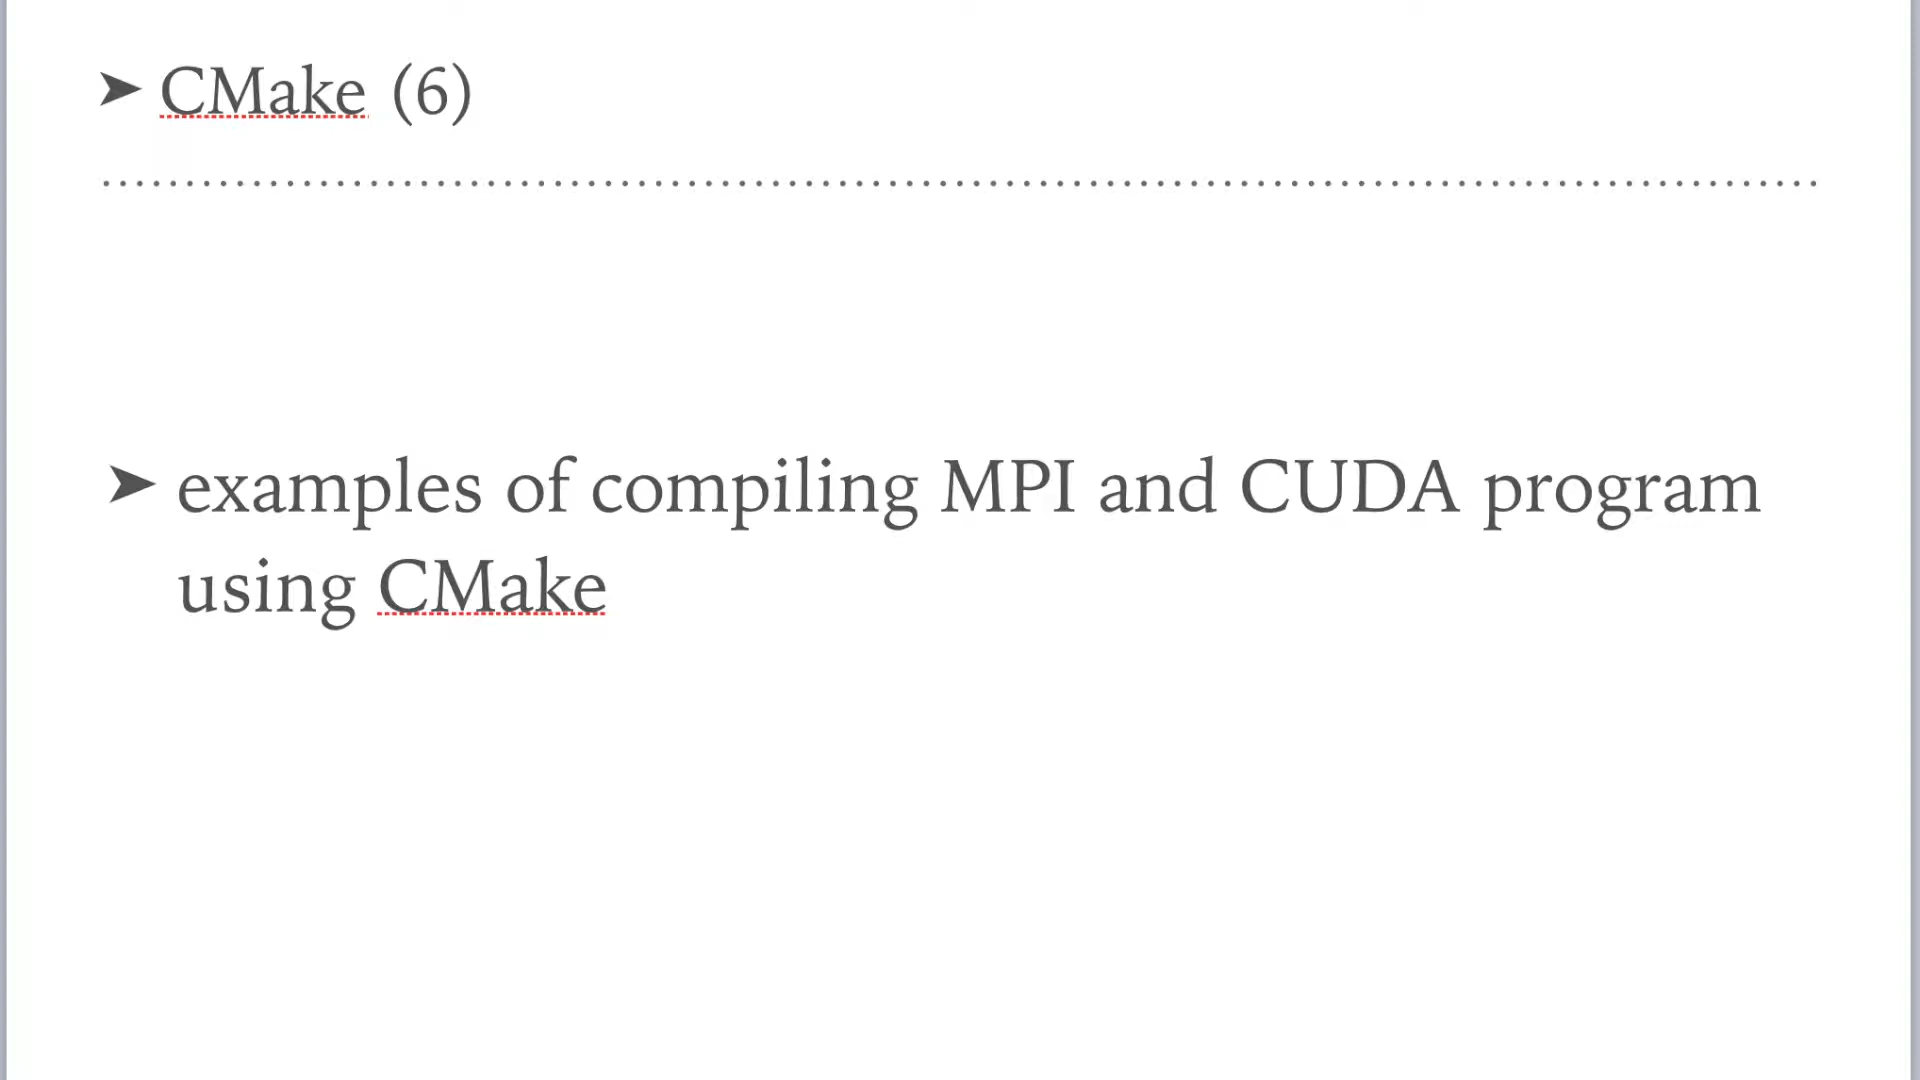 ➤ CMake (6)
➤ examples of compiling MPI and CUDA program
using CMake